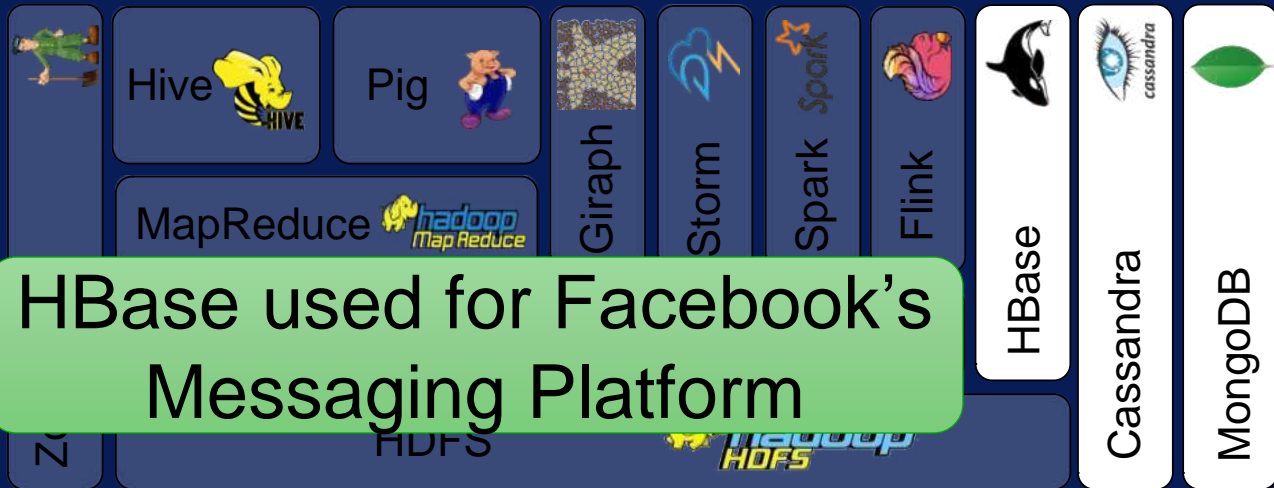 Hive
HIVE
Pig
Giraph
Storm
Spark
Spark
Flink
HBase
cassandra
Cassandra
MongoDB
MapReduce
hadoop
Map Reduce
HBase used for Facebook’s
Messaging Platform
HDFS
hadoop
HDFS